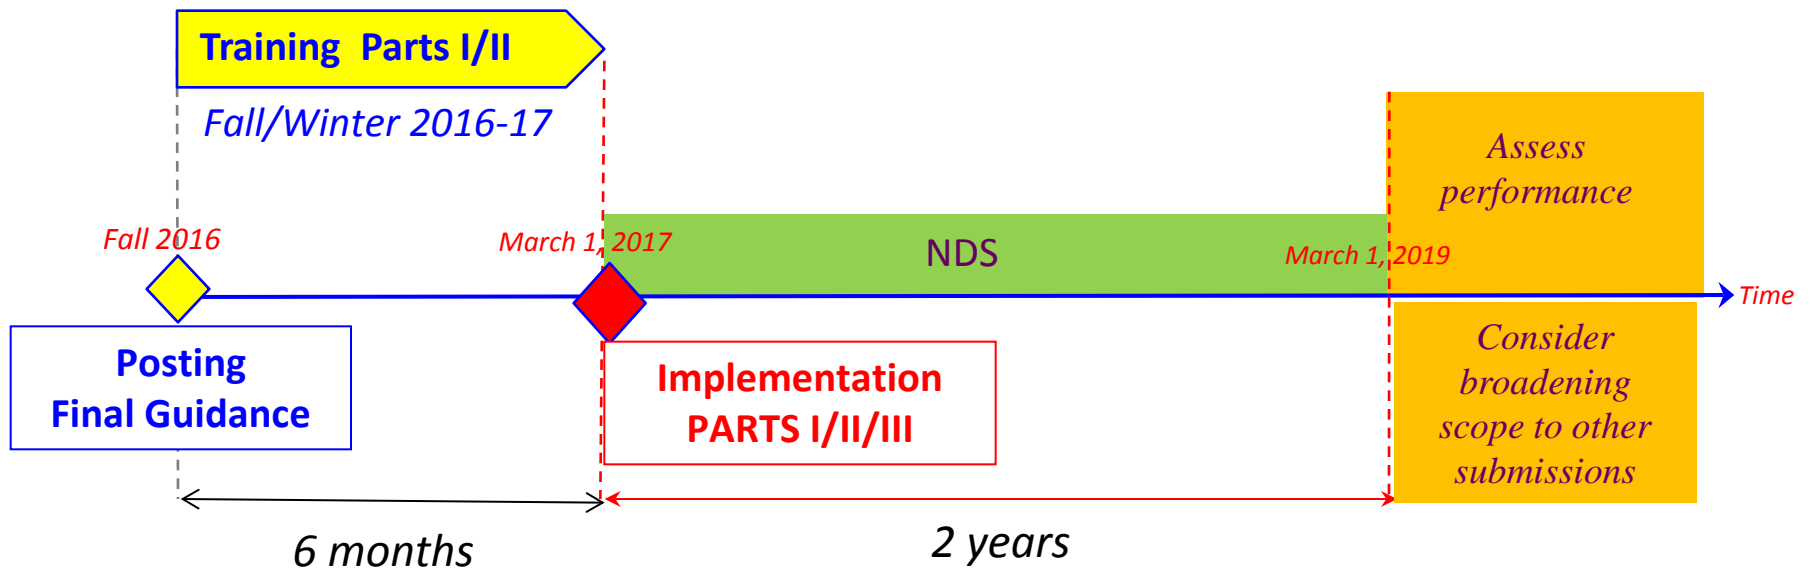 Training  Parts I/II
Fall/Winter 2016-17
Assess
performance
Fall 2016
March 1, 2017
NDS
March 1, 2019
Time
Posting
Final Guidance
Implementation
PARTS I/II/III
Consider
broadening
scope to other
submissions
6 months
2 years